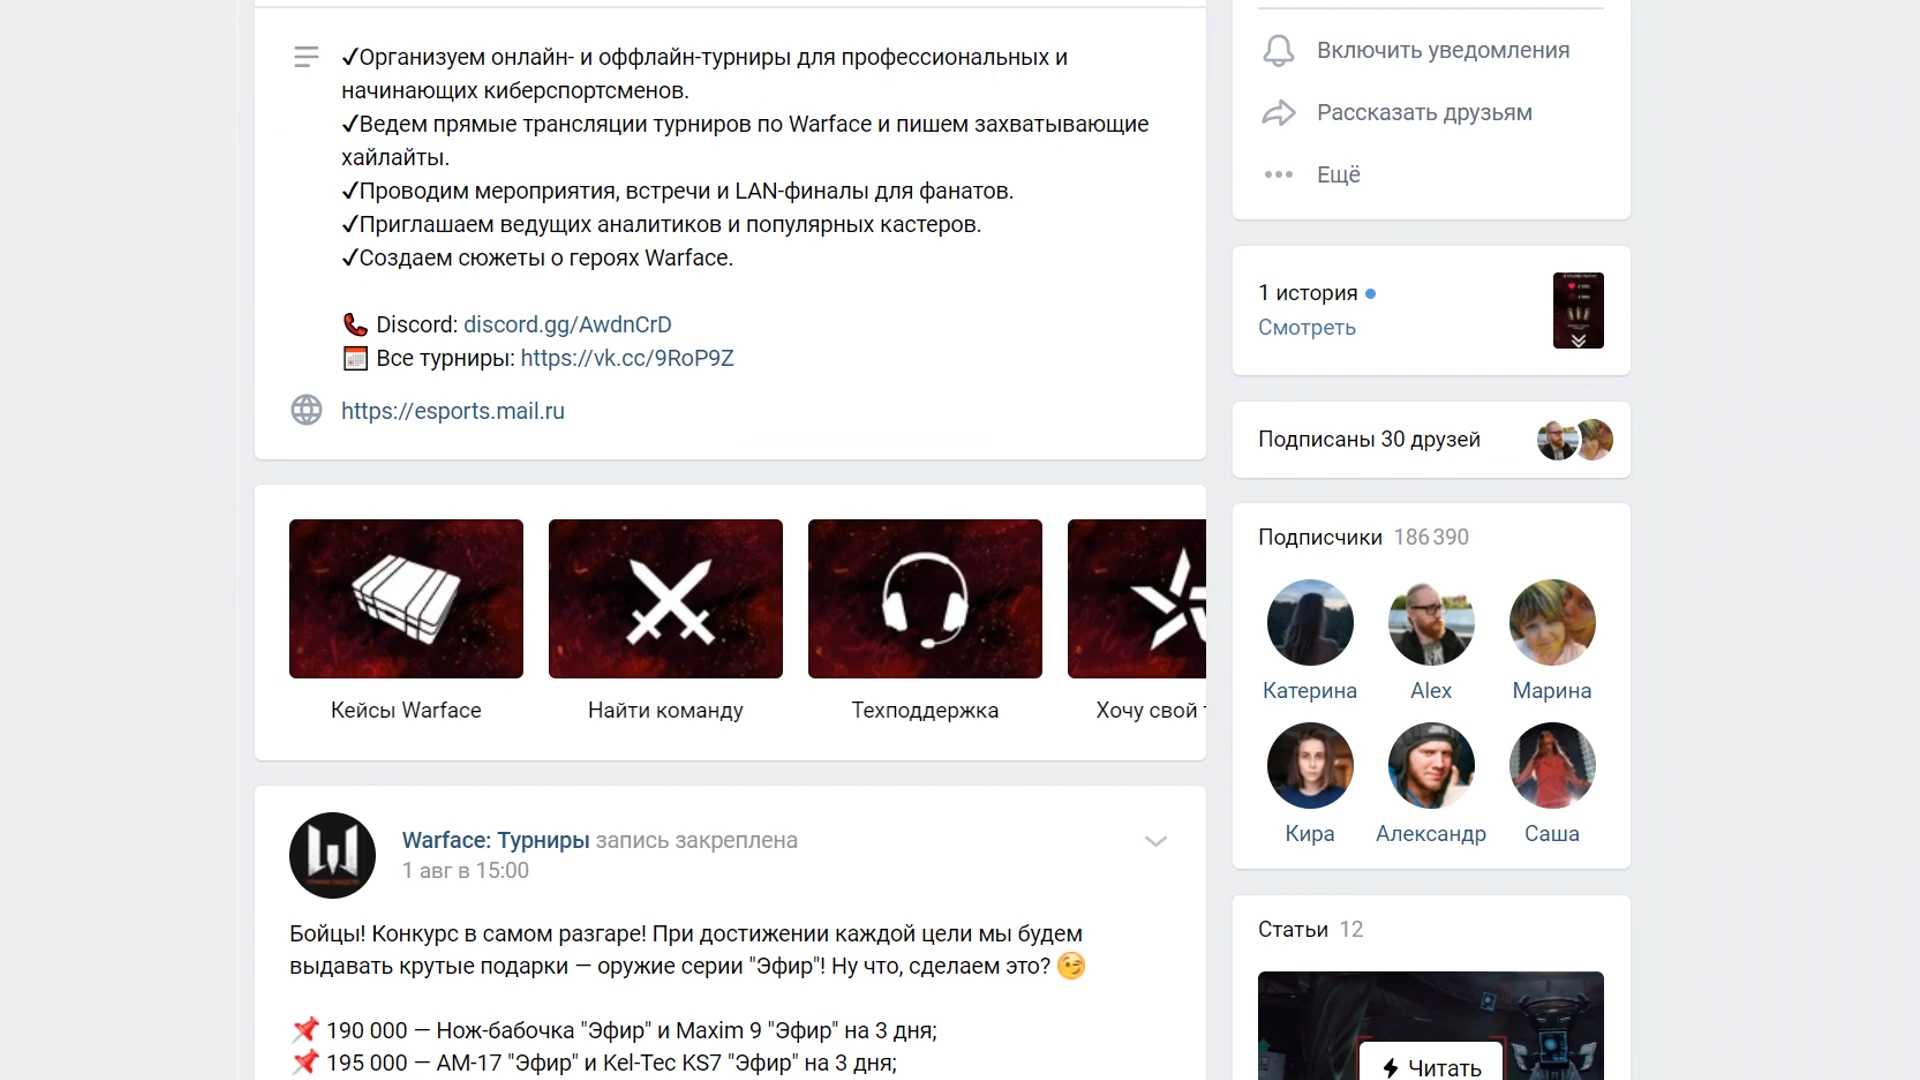 ✓Организуем онлайн- и оффлайн-турниры для профессиональных и
начинающих киберспортсменов.
✓Ведем прямые трансляции турниров по Warface и пишем захватывающие
хайлайты.
✓Проводим мероприятия, встречи и LAN-финалы для фанатов.
✓Приглашаем ведущих аналитиков и популярных кастеров.
✓Создаем сюжеты о героях Warface.
Discord: discord.gg/AwdnCrD
Все турниры: https://vk.cc/9RoP9Z
https://esports.mail.ru
Кейсы Warface
Найти команду
Техподдержка
Хочу свой
Warface: Турниры запись закреплена
1 авг в 15:00
Бойцы! Конкурс в самом разгаре! При достижении каждой цели мы будем
выдавать крутые подарки — оружие серии "Эфир"! Ну что, сделаем это? 😏
📌 190 000 — Нож-бабочка "Эфир" и Maxim 9 "Эфир" на 3 дня;
📌 195 000 — АМ-17 "Эфир" и Kel-Tec KS7 "Эфир" на 3 дня;
Включить уведомления
Рассказать друзьям
Ещё
1 история
Смотреть
Подписаны 30 друзей
Подписчики 186 390
Катерина
Alex
Марина
Кира
Александр
Саша
Статьи 12
Читать